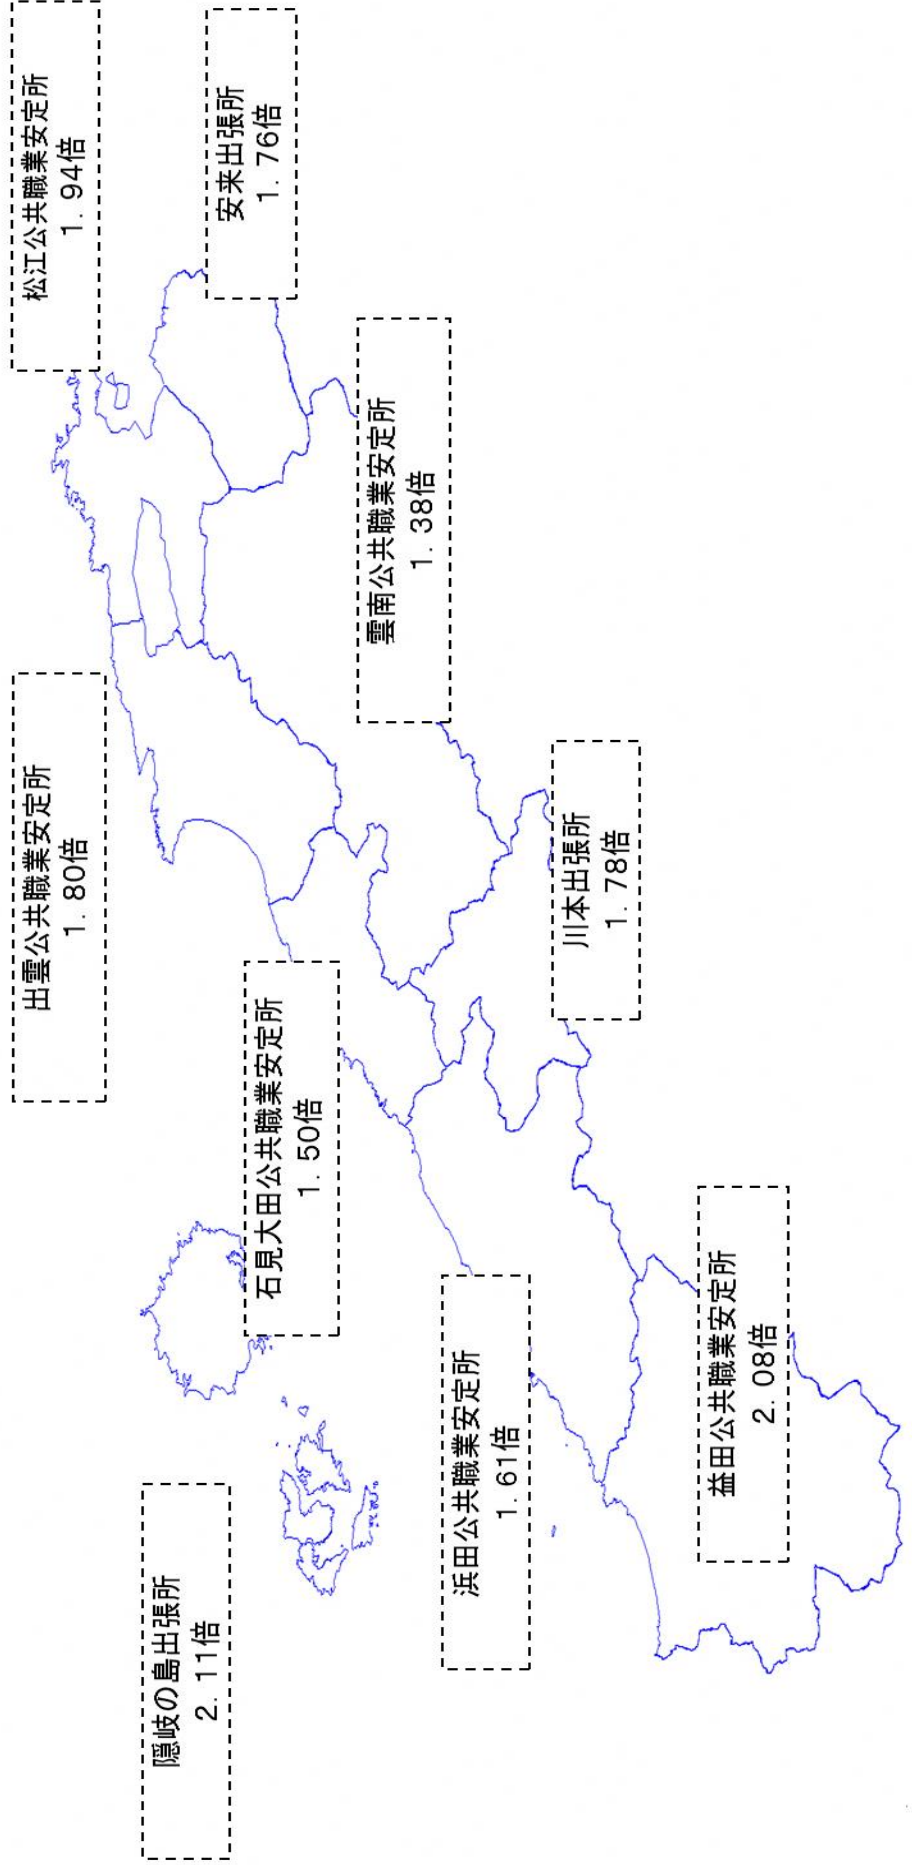 隠岐の島出張所
2.11倍
出雲公共職業安定所
1.80倍
松江公共職業安定所
1.94倍
安来出張所
1.76倍
石見大田公共職業安定所
1.50倍
雲南公共職業安定所
1.38倍
浜田公共職業安定所
1.61倍
川本出張所
1.78倍
益田公共職業安定所
2.08倍